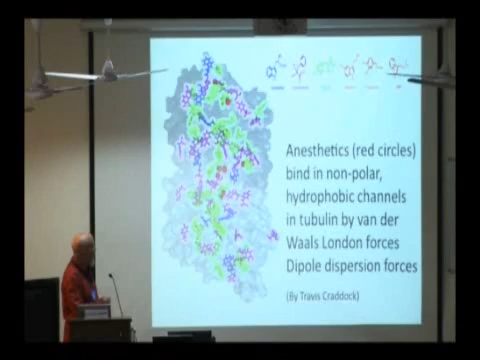 Anesthetics (red circles)
bind in non-polar,
hydrophobic channels
in tubulin by van der
Waals London forces
Dipole dispersion forces
(By Travis Craddock)